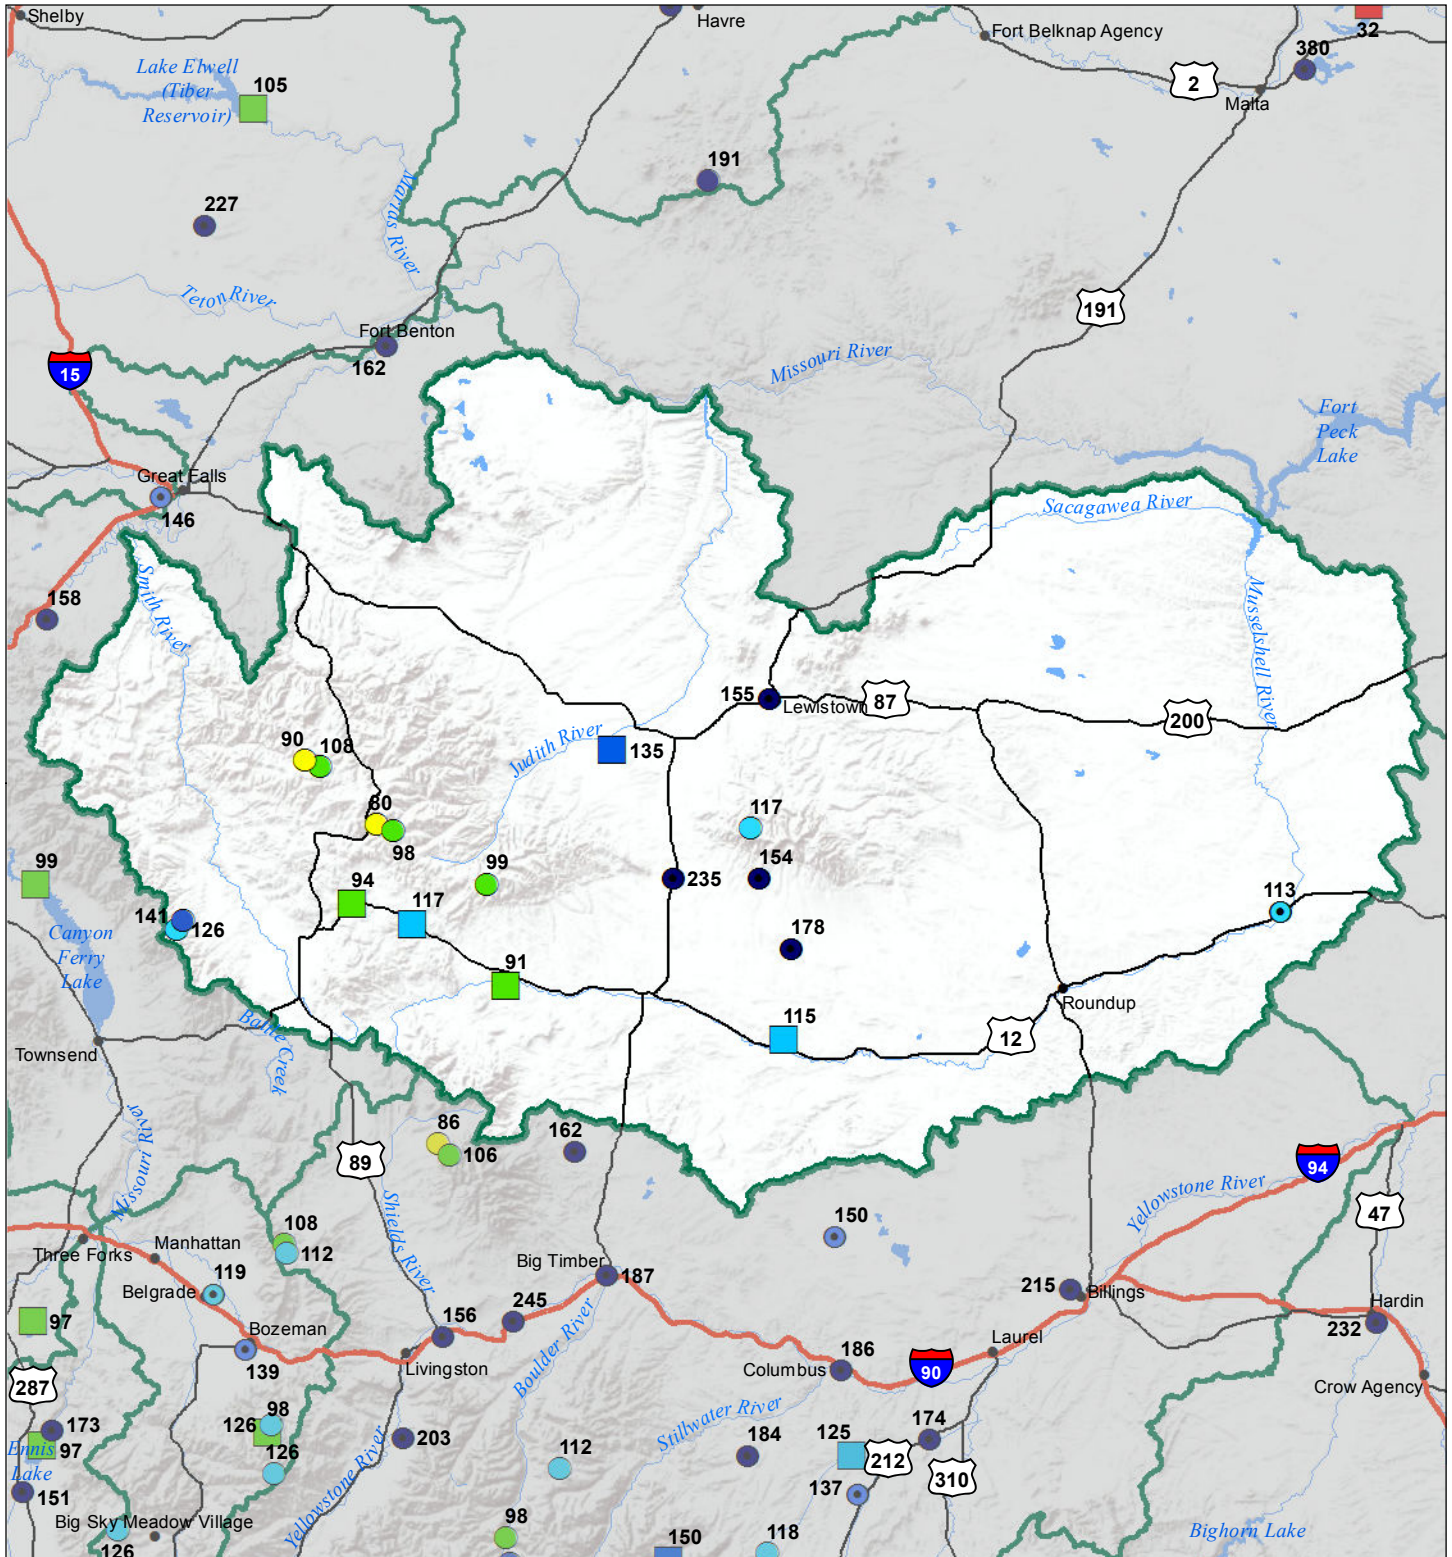 Shelby
Havre
Fort Belknap Agency
32
380
Lake Elwell
(Tiber
Reservoir)
105
2
Malta
191
Marias River
227
191
Teton River
Fort Benton
162
Missouri River
15
Fort
Peck
Lake
Great Falls
146
Sacagawea River
Smith River
158
Musselshell River
155
Lewistown
87
200
90
108
Judith River
135
80
98
117
99
99
94
154
235
117
113
141
126
178
Canyon
Ferry
Lake
91
Roundup
115
12
Battle Creek
Townsend
Missouri River
86
106
162
89
94
Yellowstone River
47
Shields River
150
108
112
Three Forks
Manhattan
119
Belgrade
Big Timber
187
215
Billings
Hardin
232
97
156
245
Bozeman
139
Livingston
Boulder River
Laurel
186
Columbus
90
Crow Agency
287
173
97
Ennis
Lake
151
98
126
126
203
Yellowstone River
Stillwater River
112
184
174
125
212
310
137
Big Sky Meadow Village
126
98
150
118
Bighorn Lake